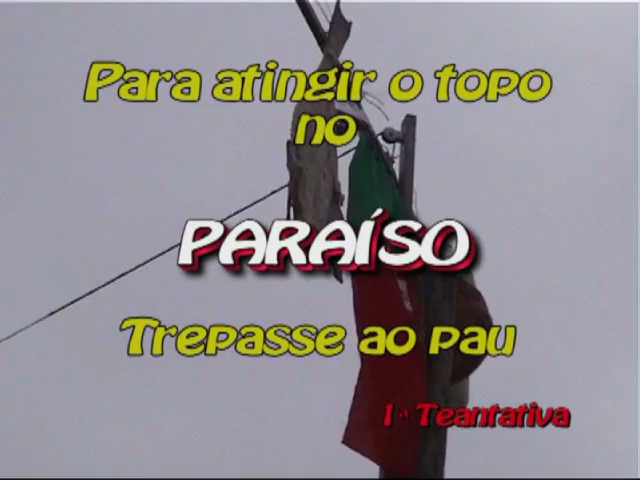 Para atingir o topo
no
PARAÍSO
Trepasse ao pau
1ª Teantativa